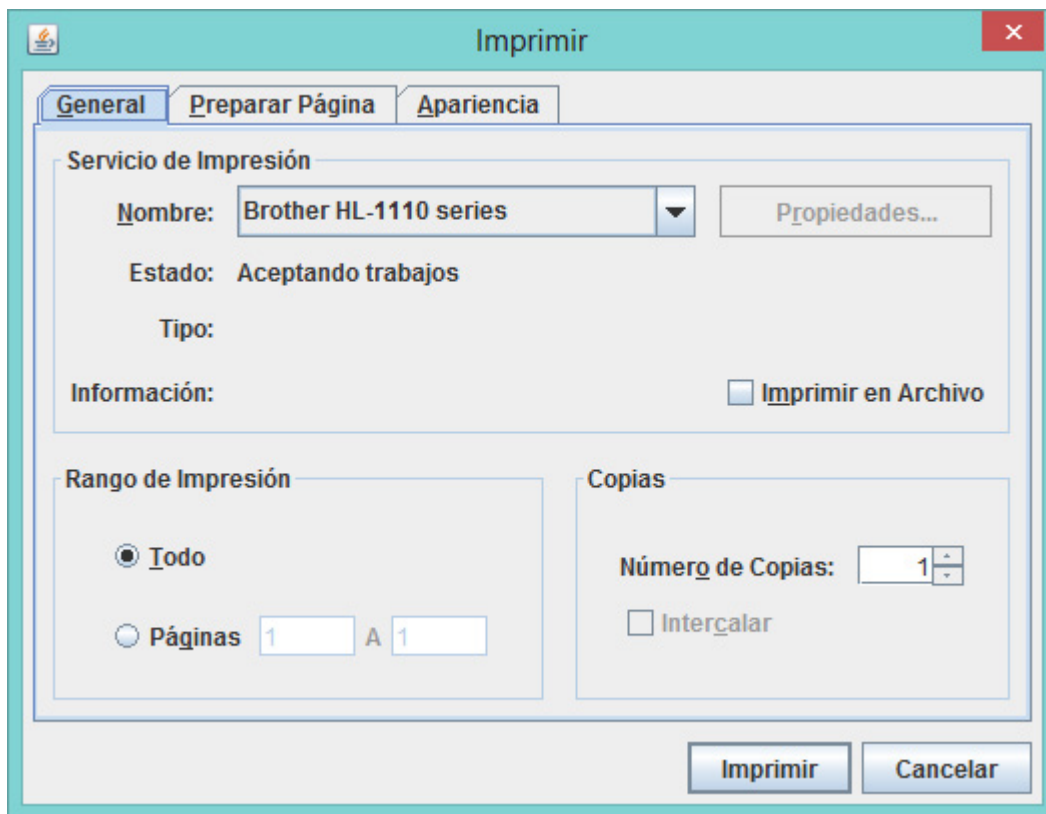 Imprimir
General Preparar Página Apariencia
Servicio de Impresión
Nombre: Brother HL-1110 series Propiedades...
Estado: Aceptando trabajos
Tipo:
Información: Imprimir en Archivo
Rango de Impresión
Todo
Páginas 1 A 1
Copias
Número de Copias: 1
Intercalar
Imprimir Cancelar